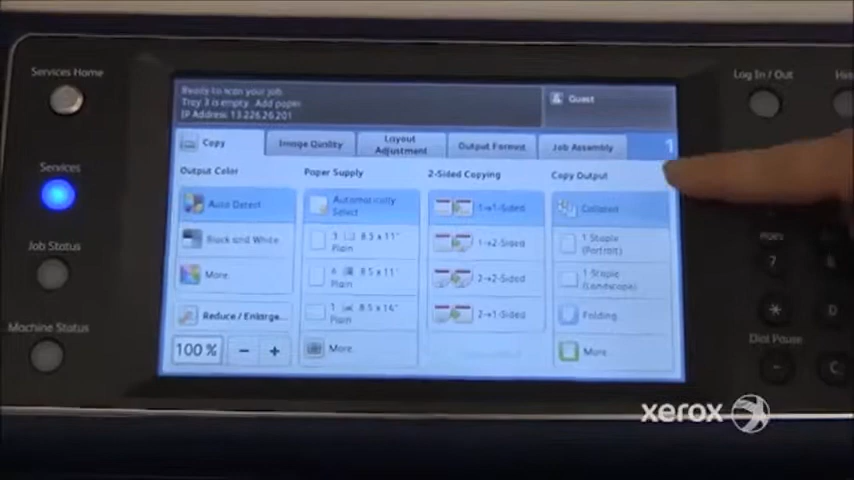 Services Home
Log In / Out
Ready to scan your job
Tray 3 is empty. Add paper
IP Address: 13.226.26.201
Guest
Copy
Image Quality
Layout
Adjustment
Output Format
Job Assembly
1
Services
Output Color
Paper Supply
2-Sided Copying
Copy Output
Auto Detect
Automatically
Select
1→1-Sided
Collated
Black and White
8.5 x 11"
Plain
1→2-Sided
1 Staple
(Portrait)
Job Status
More
8.5 x 11"
Plain
2→2-Sided
1 Staple
(Landscape)
7
Reduce / Enlarge...
8.5 x 14"
Plain
2→1-Sided
Folding
*
Machine Status
100 %
-
+
More
More
Dial Pause
-
C
xerox